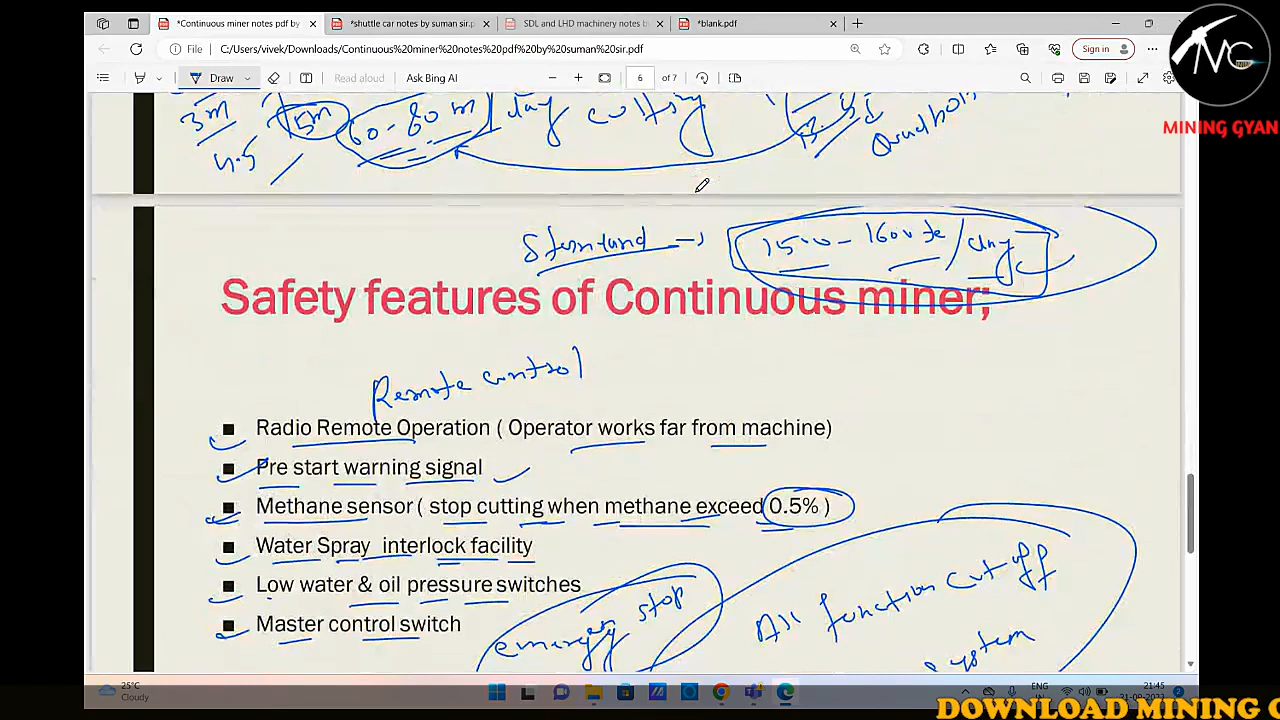 *Continuous miner notes pdf by
*shuttle car notes by suman sir.p
SDL and LHD machinery notes b
*blank.pdf
File C:/Users/vivek/Downloads/Continuous%20miner%20notes%20pdf%20by%20suman%20sir.pdf
Sign in
Draw Read aloud Ask Bing AI 6 of 7
MG
MINING GYAN
3m 5m 60-80 m day cutting
4.5
Quadbolt
Standard → 1500 - 1600 te/day
Safety features of Continuous miner;
Remote control
Radio Remote Operation ( Operator works far from machine)
Pre start warning signal
Methane sensor ( stop cutting when methane exceed 0.5% )
Water Spray interlock facility
Low water & oil pressure switches
Master control switch
emergency stop
All function cut off
system
25°C
Cloudy
ENG
IN
21:45
DOWNLOAD MINING